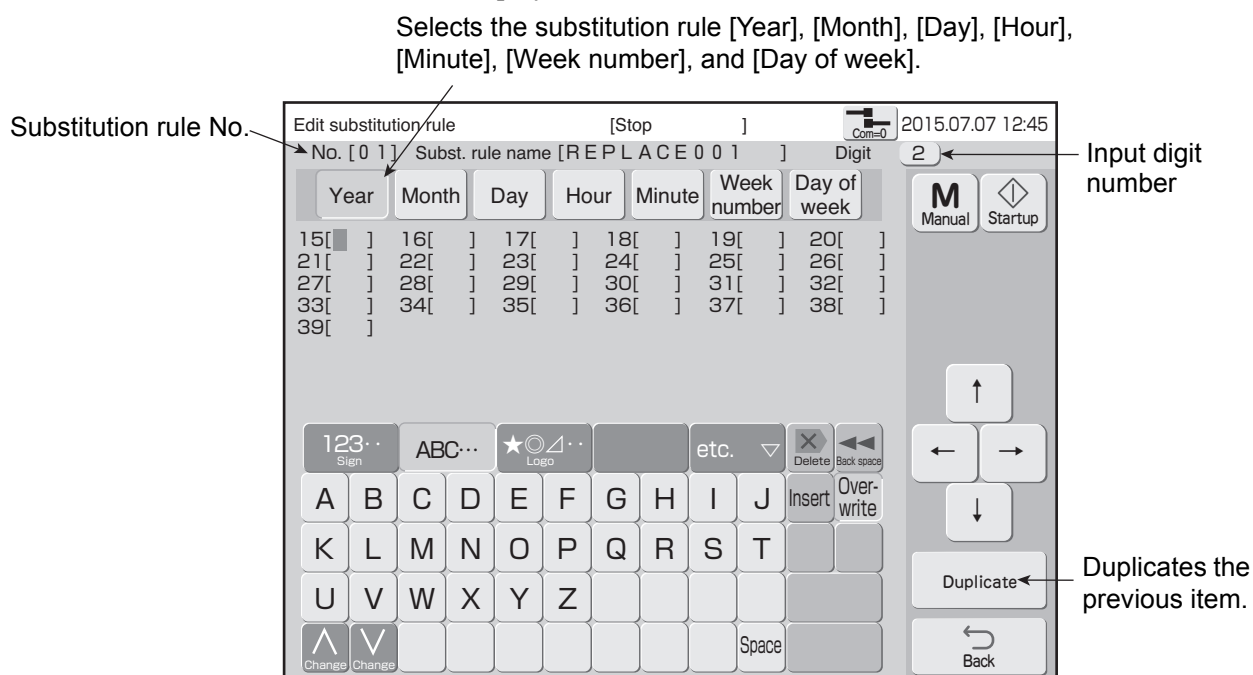 Selects the substitution rule [Year], [Month], [Day], [Hour],
[Minute], [Week number], and [Day of week].
Substitution rule No.
Edit substitution rule [Stop ] Com=0 2015.07.07 12:45
No. [0 1] Subst. rule name [R E P L A C E 0 0 1 ] Digit 2
Input digit
number
Year Month Day Hour Minute Week number Day of week
M Manual Startup
15[ ] 16[ ] 17[ ] 18[ ] 19[ ] 20[ ]
21[ ] 22[ ] 23[ ] 24[ ] 25[ ] 26[ ]
27[ ] 28[ ] 29[ ] 30[ ] 31[ ] 32[ ]
33[ ] 34[ ] 35[ ] 36[ ] 37[ ] 38[ ]
39[ ]
↑
← →
↓
123·· Sign ABC··· ★◎⊿·· Logo etc. ▽ Delete Back space
A B C D E F G H I J Insert Over-write
K L M N O P Q R S T
U V W X Y Z
Change Change Space
Duplicate
Duplicates the
previous item.
Back